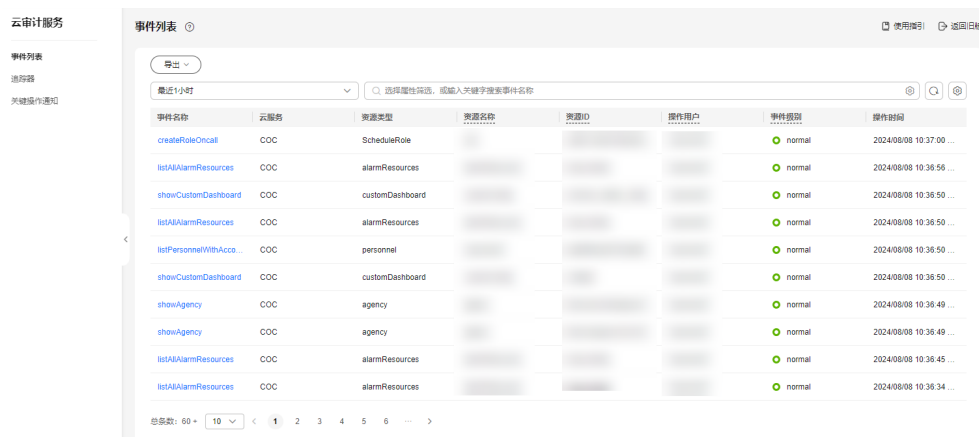 云审计服务
事件列表
追踪器
关键操作通知
事件列表
使用指引
返回旧
导出
最近1小时
选择属性筛选，或输入关键字搜索事件名称
事件名称 云服务 资源类型 资源名称 资源ID 操作用户 事件级别 操作时间
createRoleOncall COC ScheduleRole normal 2024/08/08 10:37:00 ...
listAllAlarmResources COC alarmResources normal 2024/08/08 10:36:56 ...
showCustomDashboard COC customDashboard normal 2024/08/08 10:36:50 ...
listAllAlarmResources COC alarmResources normal 2024/08/08 10:36:50 ...
listPersonnelWithAcco... COC personnel normal 2024/08/08 10:36:50 ...
showCustomDashboard COC customDashboard normal 2024/08/08 10:36:50 ...
showAgency COC agency normal 2024/08/08 10:36:49 ...
showAgency COC agency normal 2024/08/08 10:36:49 ...
listAllAlarmResources COC alarmResources normal 2024/08/08 10:36:45 ...
listAllAlarmResources COC alarmResources normal 2024/08/08 10:36:34 ...
总条数: 60+ 10 < 1 2 3 4 5 6 ... >